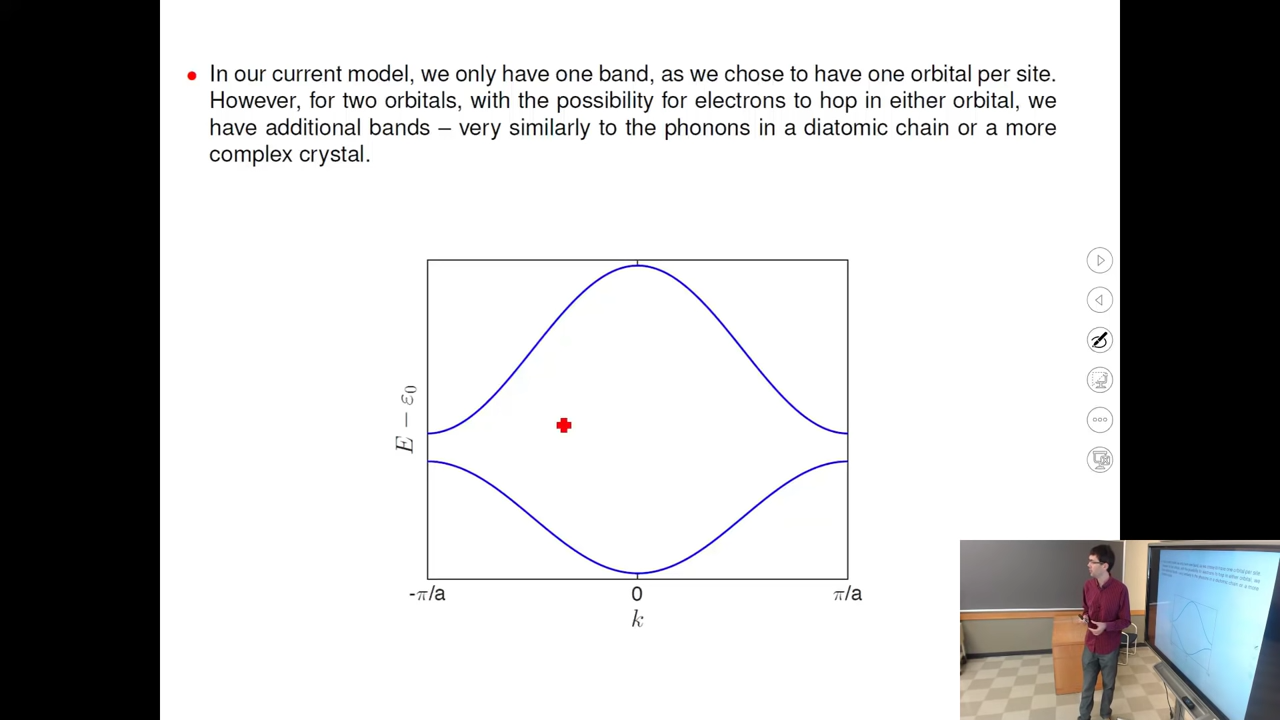 In our current model, we only have one band, as we chose to have one orbital per site.
However, for two orbitals, with the possibility for electrons to hop in either orbital, we
have additional bands – very similarly to the phonons in a diatomic chain or a more
complex crystal.
E − ε₀
-π/a
0
π/a
k